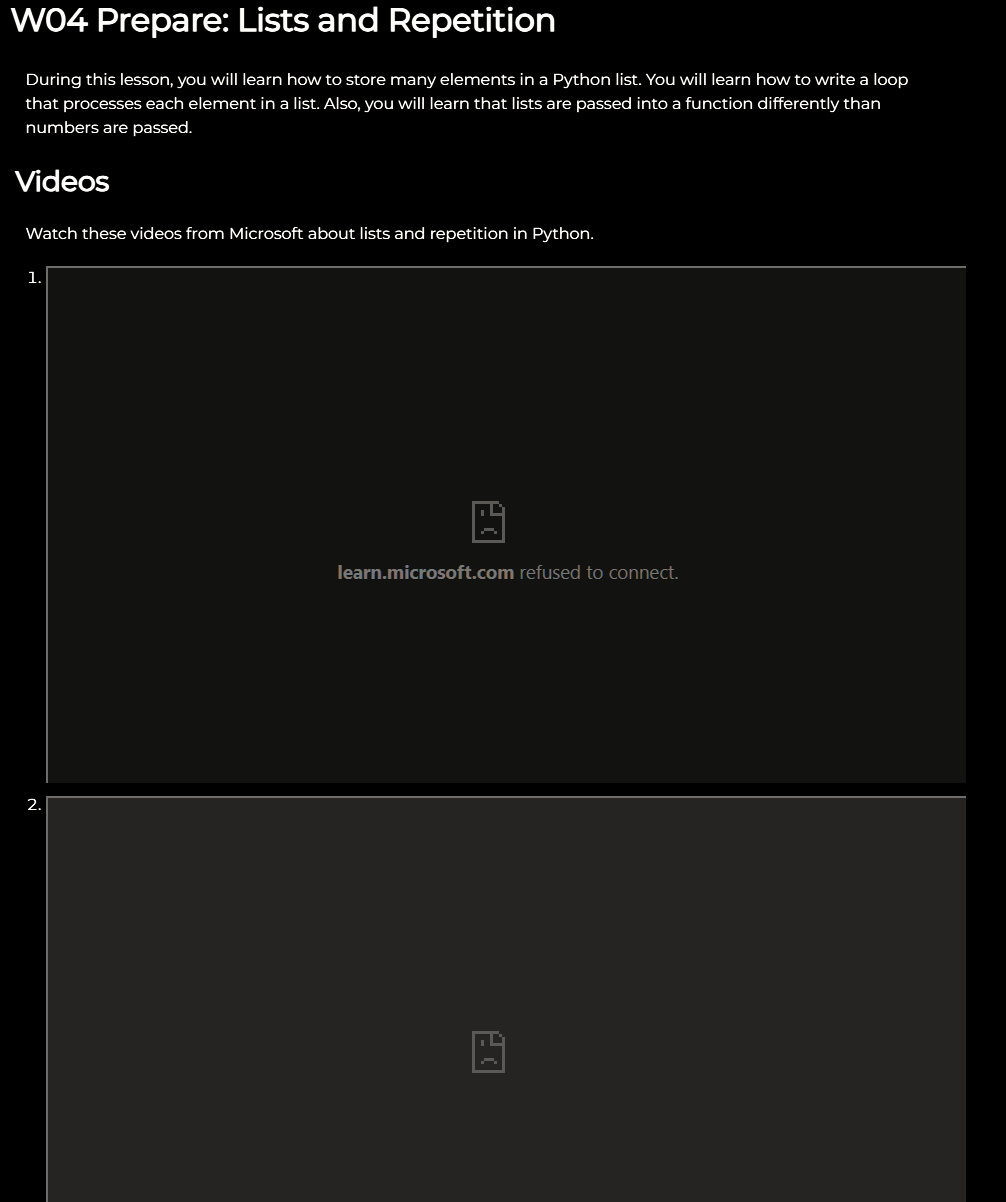 W04 Prepare: Lists and Repetition
During this lesson, you will learn how to store many elements in a Python list. You will learn how to write a loop
that processes each element in a list. Also, you will learn that lists are passed into a function differently than
numbers are passed.
Videos
Watch these videos from Microsoft about lists and repetition in Python.
1.
learn.microsoft.com refused to connect.
2.